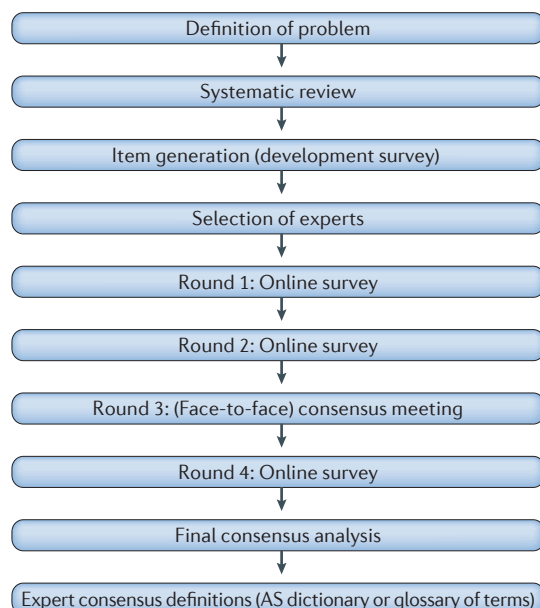 Definition of problem
Systematic review
Item generation (development survey)
Selection of experts
Round 1: Online survey
Round 2: Online survey
Round 3: (Face-to-face) consensus meeting
Round 4: Online survey
Final consensus analysis
Expert consensus definitions (AS dictionary or glossary of terms)